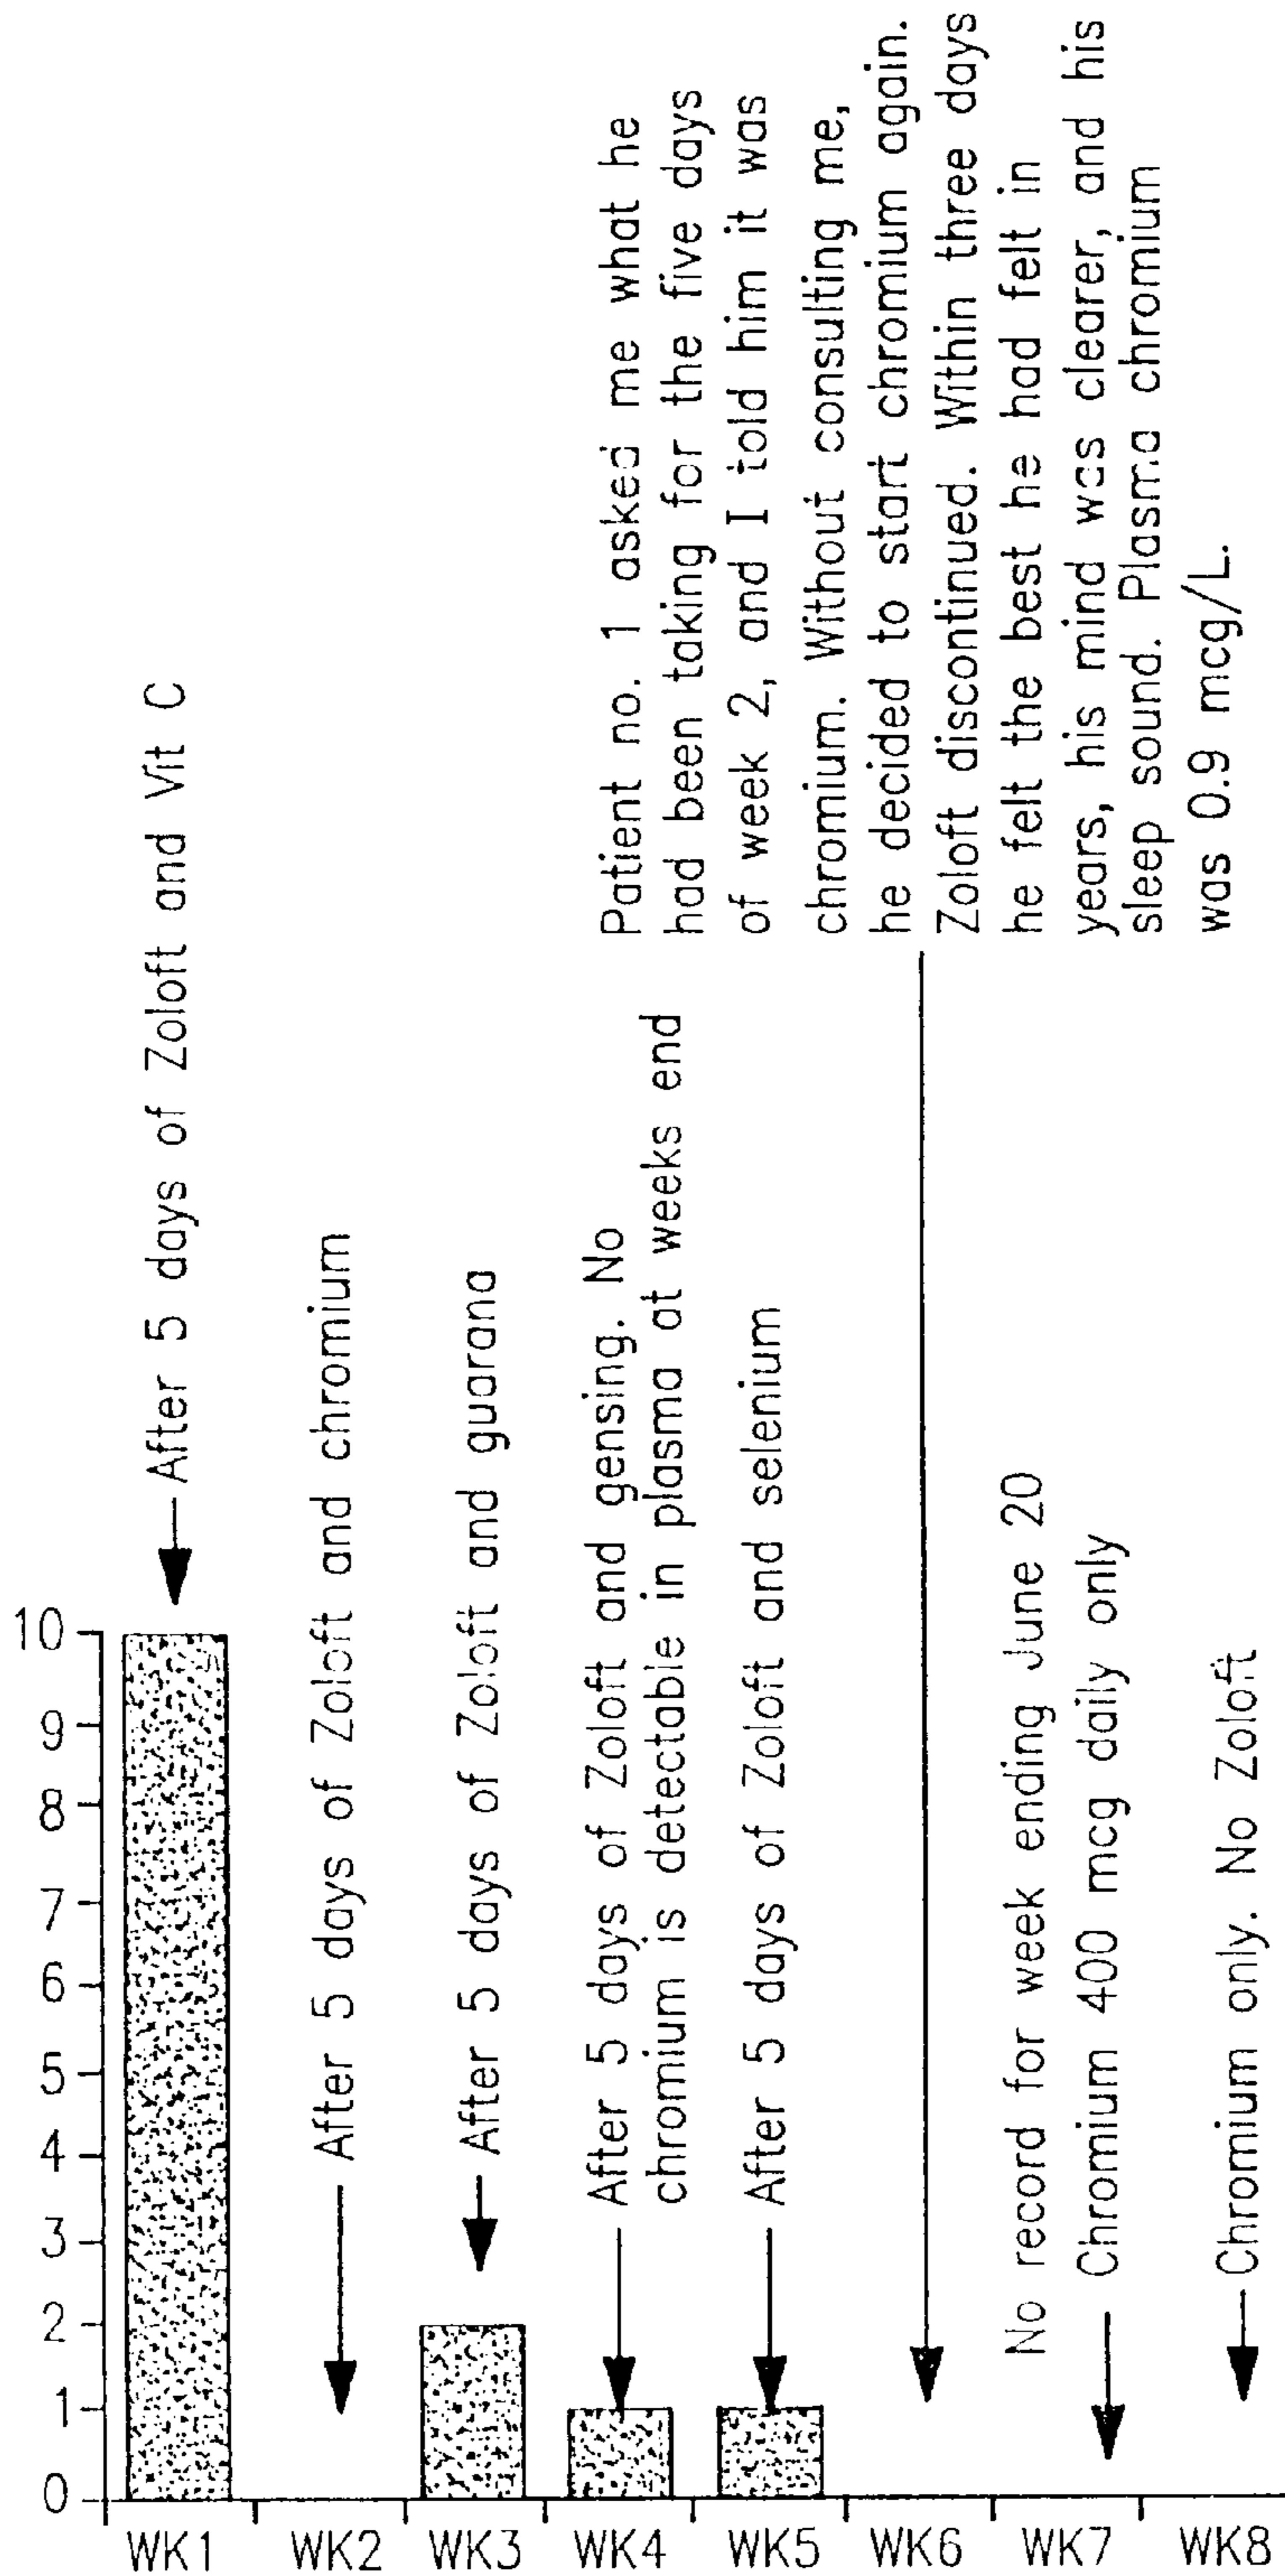 10
9
8
7
6
5
4
3
2
1
0
WK1
WK2
WK3
WK4
WK5
WK6
WK7
WK8
After 5 days of Zoloft and Vit C
After 5 days of Zoloft and chromium
After 5 days of Zoloft and guarana
After 5 days of Zoloft and gensing. No
chromium is detectable in plasma at weeks end
After 5 days of Zoloft and selenium
Patient no. 1 asked me what he
had been taking for the five days
of week 2, and I told him it was
chromium. Without consulting me,
he decided to start chromium again.
Zoloft discontinued. Within three days
he felt the best he had felt in
years, his mind was clearer, and his
sleep sound. Plasma chromium
was 0.9 mcg/L.
No record for week ending June 20
Chromium 400 mcg daily only
Chromium only. No Zoloft